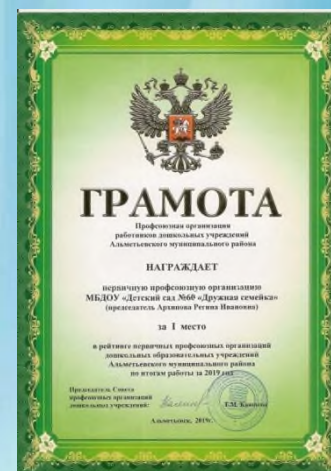 ГРАМОТА
Профсоюзная организация
работников дошкольных учреждений
Альметьевского муниципального района
НАГРАЖДАЕТ
первичную профсоюзную организацию
МБДОУ «Детский сад №60 «Дружная семейка»
(председатель Архипова Регина Ивановна)
за I место
в рейтинге первичных профсоюзных организаций
дошкольных образовательных учреждений
Альметьевского муниципального района
по итогам работы за 2019 год
Председатель Совета
профсоюзных организаций
дошкольных учреждений:
Альметьевск, 2019г.